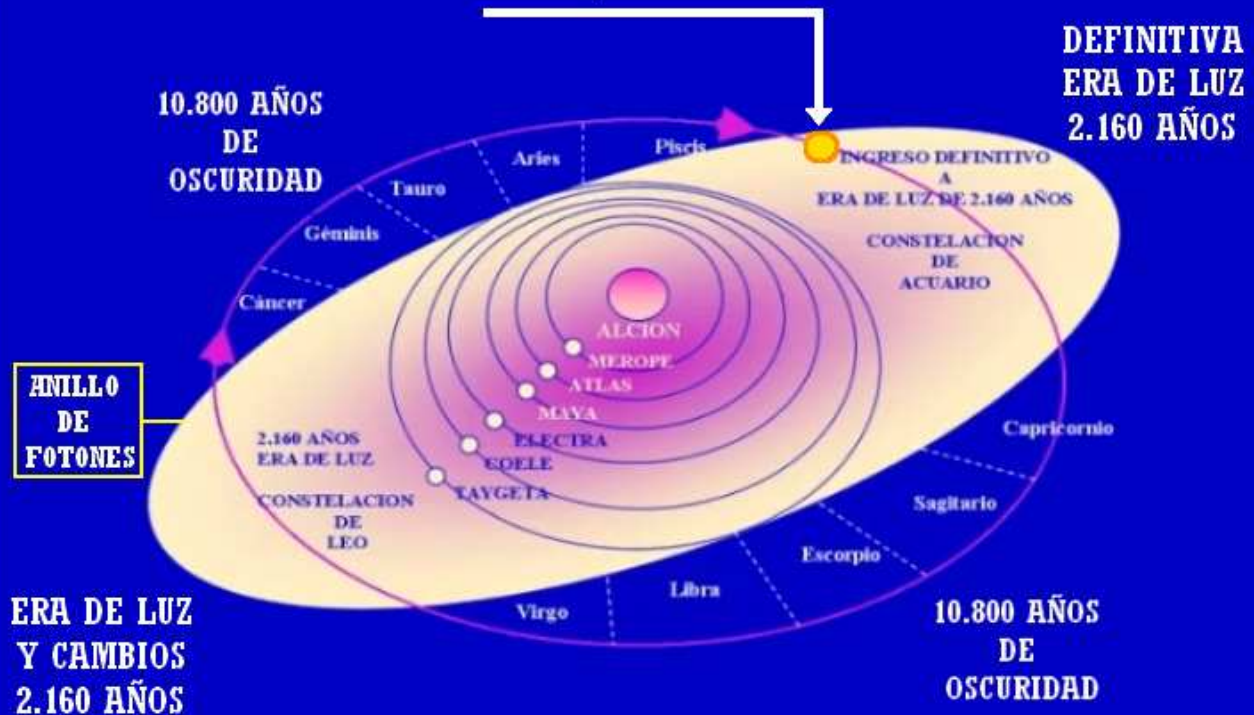 10.800 AÑOS
DE
OSCURIDAD
DEFINITIVA
ERA DE LUZ
2.160 AÑOS
Piscis
Aries
Tauro
Géminis
Cáncer
INGRESO DEFINITIVO
A
ERA DE LUZ DE 2.160 AÑOS
CONSTELACION
DE
ACUARIO
ALCION
MEROPE
ATLAS
MAYA
ELECTRA
COELE
TAYGETA
ANILLO
DE
FOTONES
2.160 AÑOS
ERA DE LUZ
CONSTELACION
DE
LEO
Capricornio
Sagitario
Escorpio
Libra
Virgo
ERA DE LUZ
Y CAMBIOS
2.160 AÑOS
10.800 AÑOS
DE
OSCURIDAD